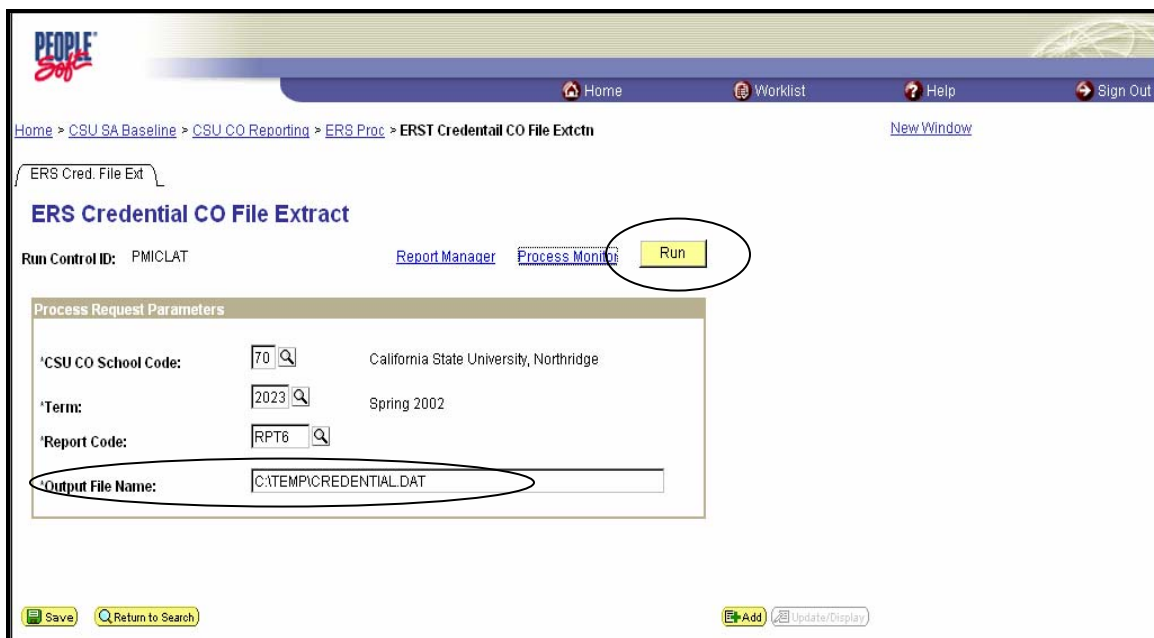 PEOPLE
Soft
Home Worklist Help Sign Out
Home > CSU SA Baseline > CSU CO Reporting > ERS Proc > ERST Credentail CO File Extctn New Window
ERS Cred. File Ext
ERS Credential CO File Extract
Run Control ID: PMICLAT Report Manager Process Monitor Run
Process Request Parameters
*CSU CO School Code: 70 California State University, Northridge
*Term: 2023 Spring 2002
*Report Code: RPT6
*Output File Name: C:\TEMP\CREDENTIAL.DAT
Save Return to Search Add Update/Display